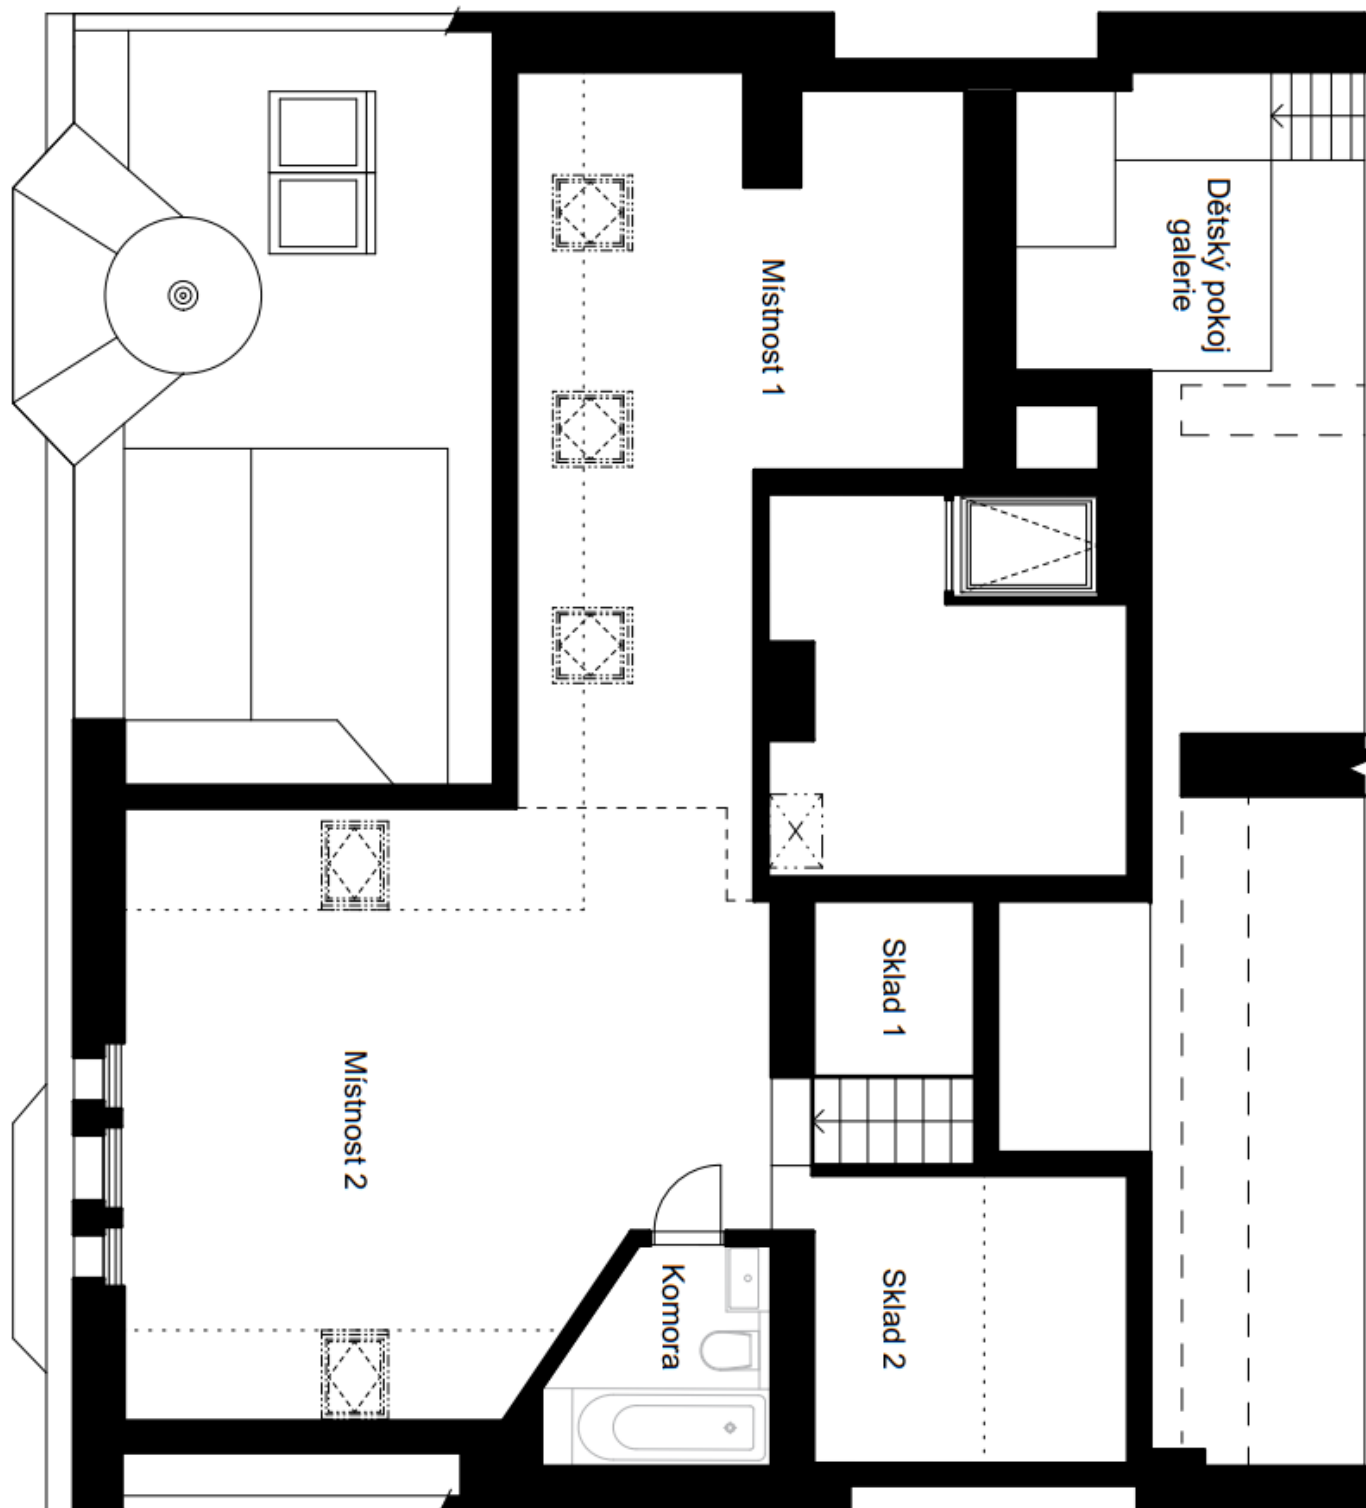 Dětský pokoj
galerie
Místnost 1
Sklad 1
Místnost 2
Komora
Sklad 2